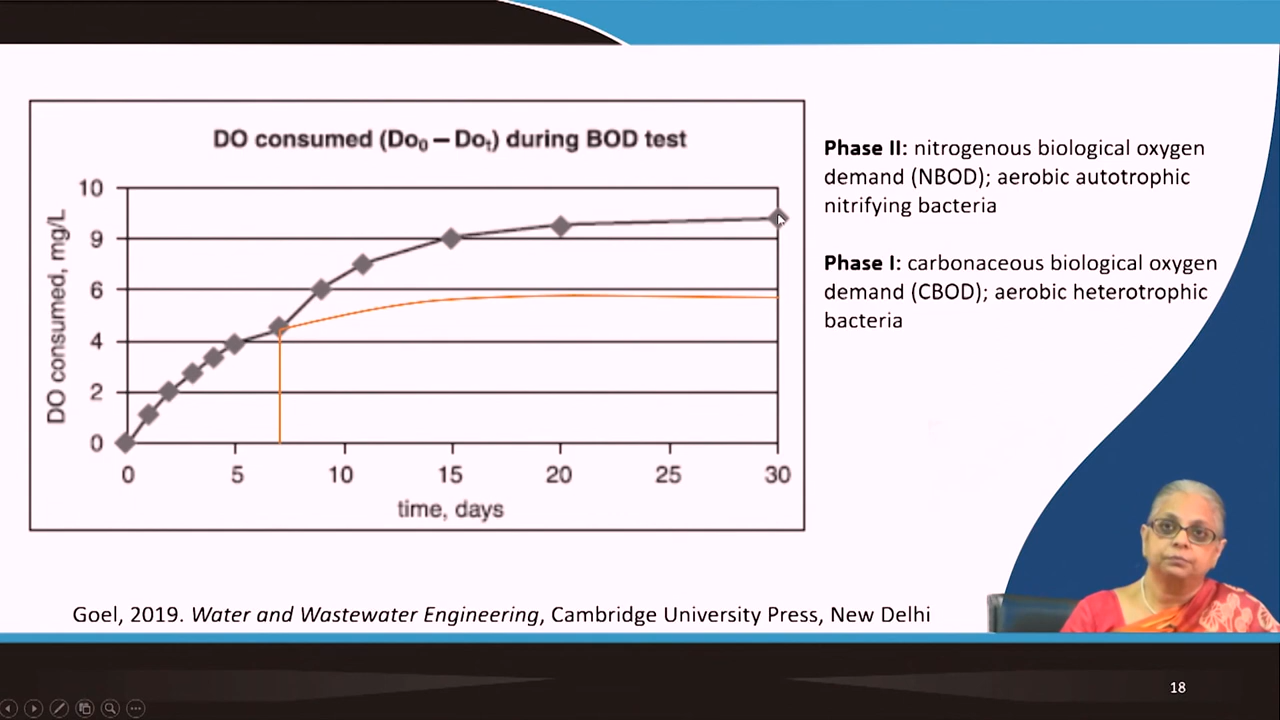 DO consumed (Do₀ – Doₜ) during BOD test
DO consumed, mg/L
10
9
6
4
2
0
0 5 10 15 20 25 30
time, days
Phase II: nitrogenous biological oxygen
demand (NBOD); aerobic autotrophic
nitrifying bacteria
Phase I: carbonaceous biological oxygen
demand (CBOD); aerobic heterotrophic
bacteria
Goel, 2019. Water and Wastewater Engineering, Cambridge University Press, New Delhi
18